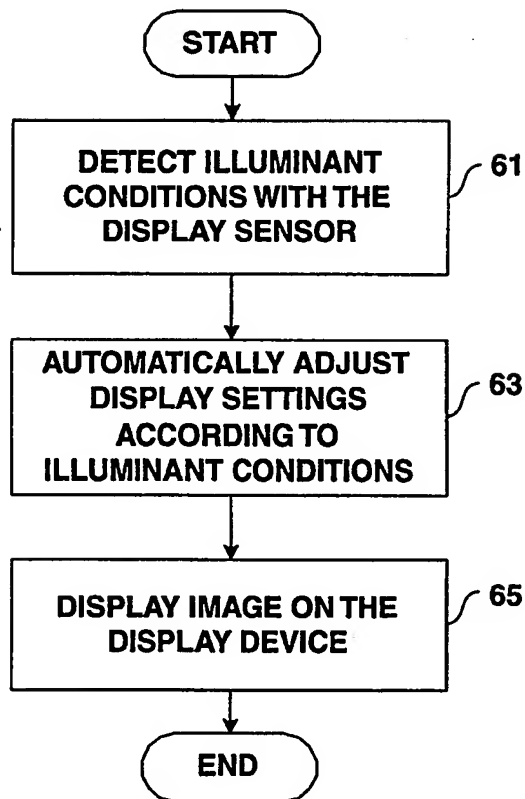 START
DETECT ILLUMINANT
CONDITIONS WITH THE
DISPLAY SENSOR
61
AUTOMATICALLY ADJUST
DISPLAY SETTINGS
ACCORDING TO
ILLUMINANT CONDITIONS
63
DISPLAY IMAGE ON THE
DISPLAY DEVICE
65
END